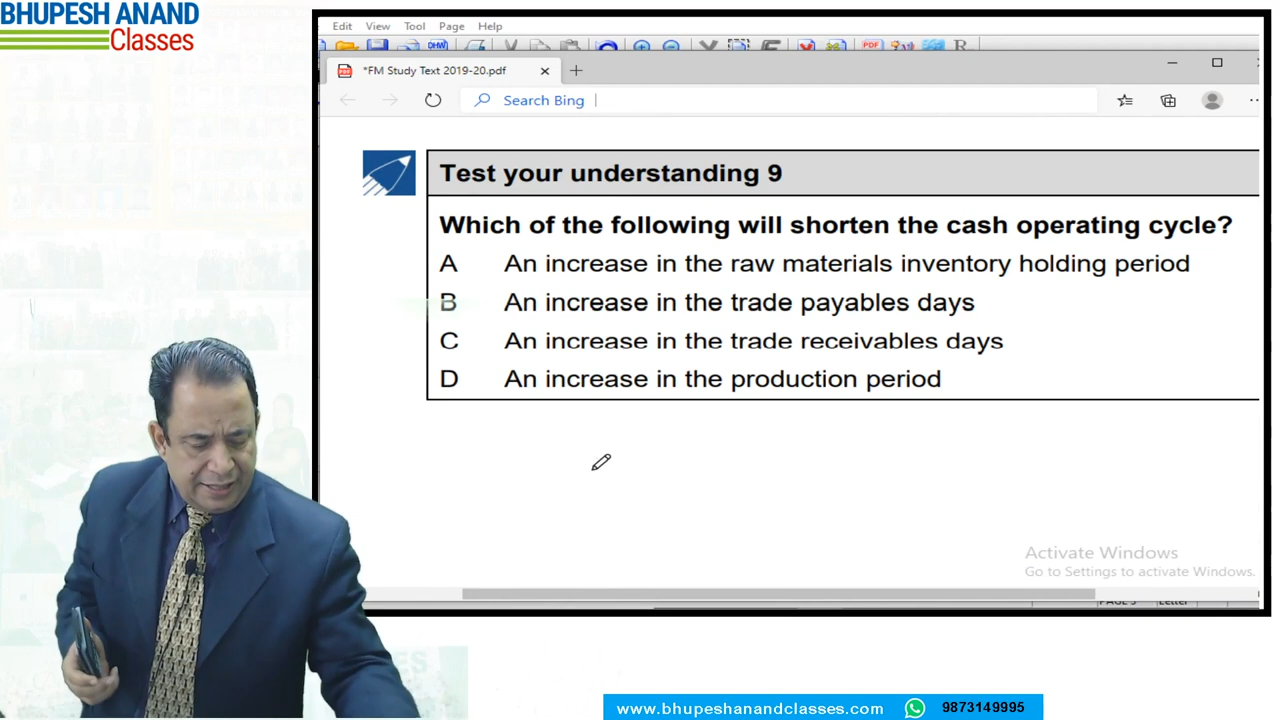 BHUPESH ANAND
Classes
Edit View Tool Page Help
DHW PDF R
*FM Study Text 2019-20.pdf
Search Bing
Test your understanding 9
Which of the following will shorten the cash operating cycle?
A An increase in the raw materials inventory holding period
B An increase in the trade payables days
C An increase in the trade receivables days
D An increase in the production period
Activate Windows
Go to Settings to activate Windows.
www.bhupeshanandclasses.com 9873149995